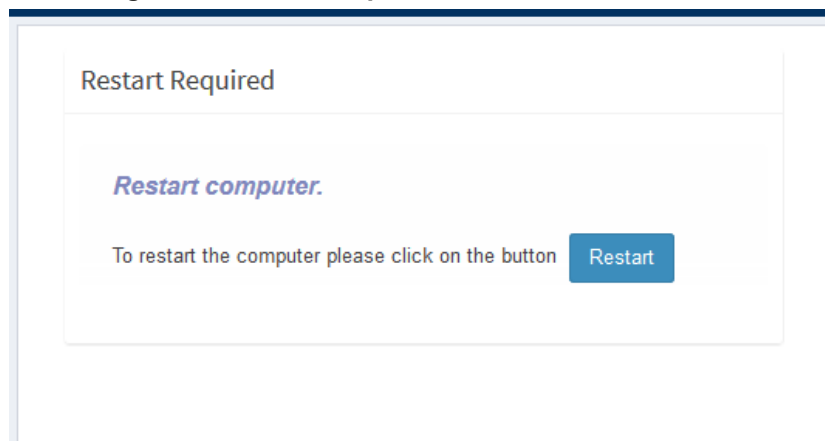 Restart Required
Restart computer.
To restart the computer please click on the button Restart